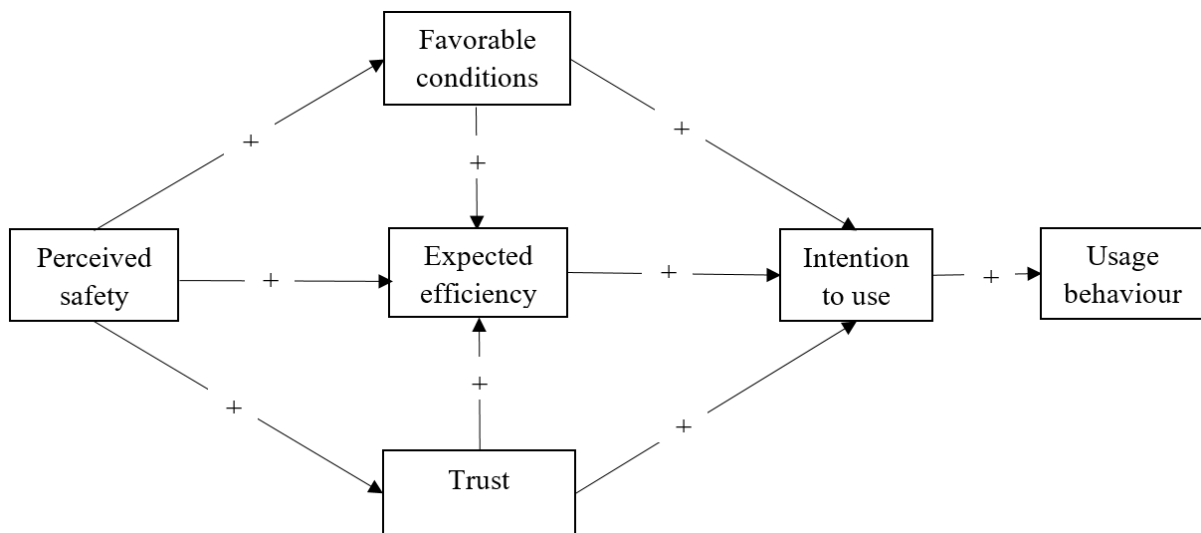 Favorable
conditions
+
+
+
Perceived
safety
+
Expected
efficiency
+
Intention
to use
+
Usage
behaviour
+
+
+
Trust